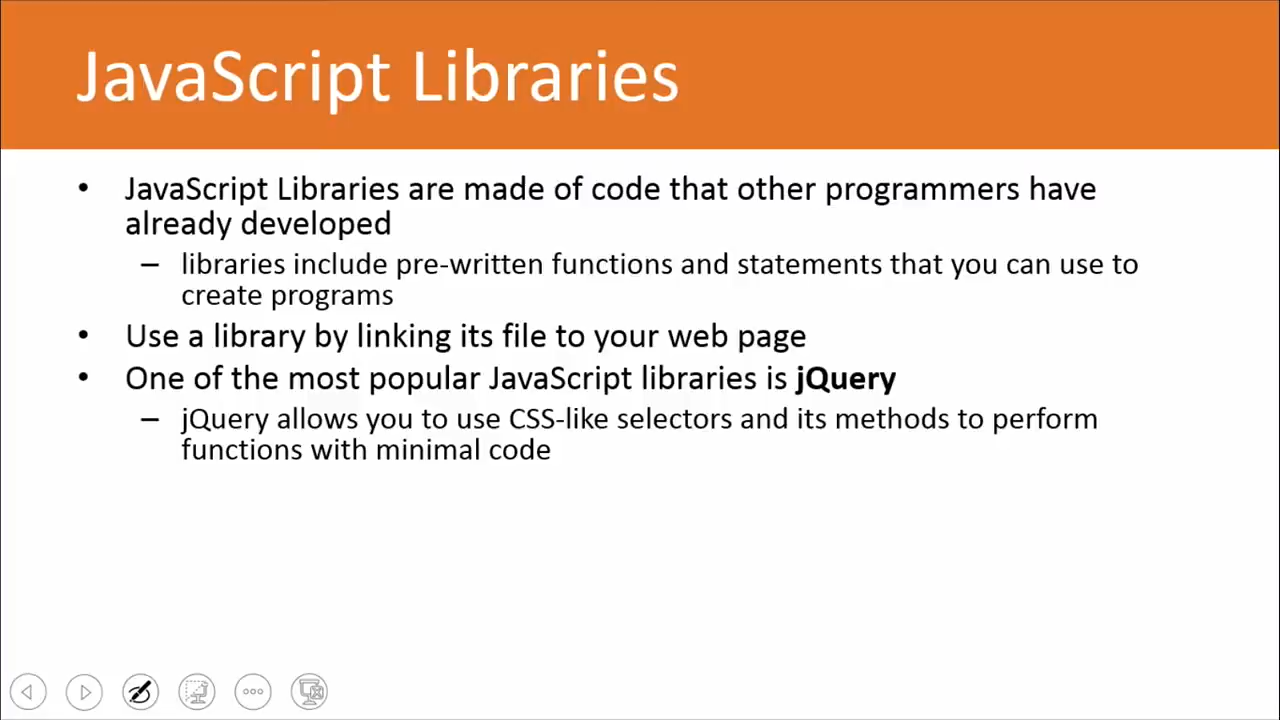 JavaScript Libraries
• JavaScript Libraries are made of code that other programmers have
already developed
– libraries include pre-written functions and statements that you can use to
create programs
• Use a library by linking its file to your web page
• One of the most popular JavaScript libraries is jQuery
– jQuery allows you to use CSS-like selectors and its methods to perform
functions with minimal code